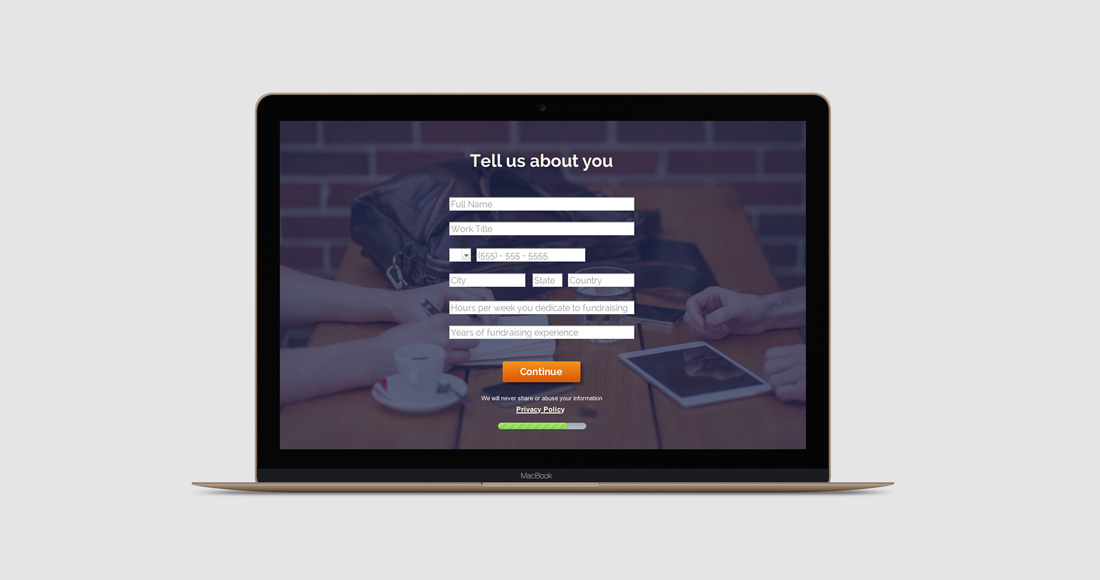 Tell us about you
Full Name
Work Title
(555) - 555 - 5555
City State Country
Hours per week you dedicate to fundraising
Years of fundraising experience
Continue
We will never share or abuse your information
Privacy Policy
MacBook